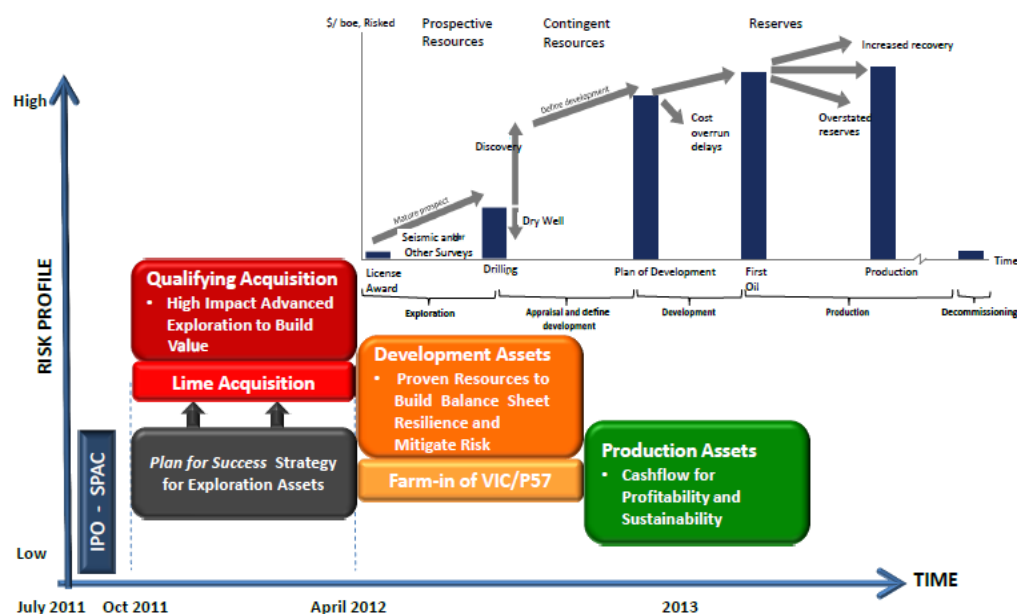 $/ boe, Risked
Prospective
Resources
Contingent
Resources
Reserves
Increased recovery
Define development
Mature prospect
Discovery
Cost
overrun
delays
Overstated
reserves
Dry Well
Seismic and
Other Surveys
Time
License
Award
Drilling
Plan of Development
First
Oil
Production
Exploration
Appraisal and define
development
Development
Production
Decommissioning
High
RISK PROFILE
Low
Qualifying Acquisition
• High Impact Advanced
Exploration to Build
Value
Lime Acquisition
Plan for Success Strategy
for Exploration Assets
IPO - SPAC
Development Assets
• Proven Resources to
Build Balance Sheet
Resilience and
Mitigate Risk
Farm-in of VIC/P57
Production Assets
• Cashflow for
Profitability and
Sustainability
TIME
July 2011
Oct 2011
April 2012
2013